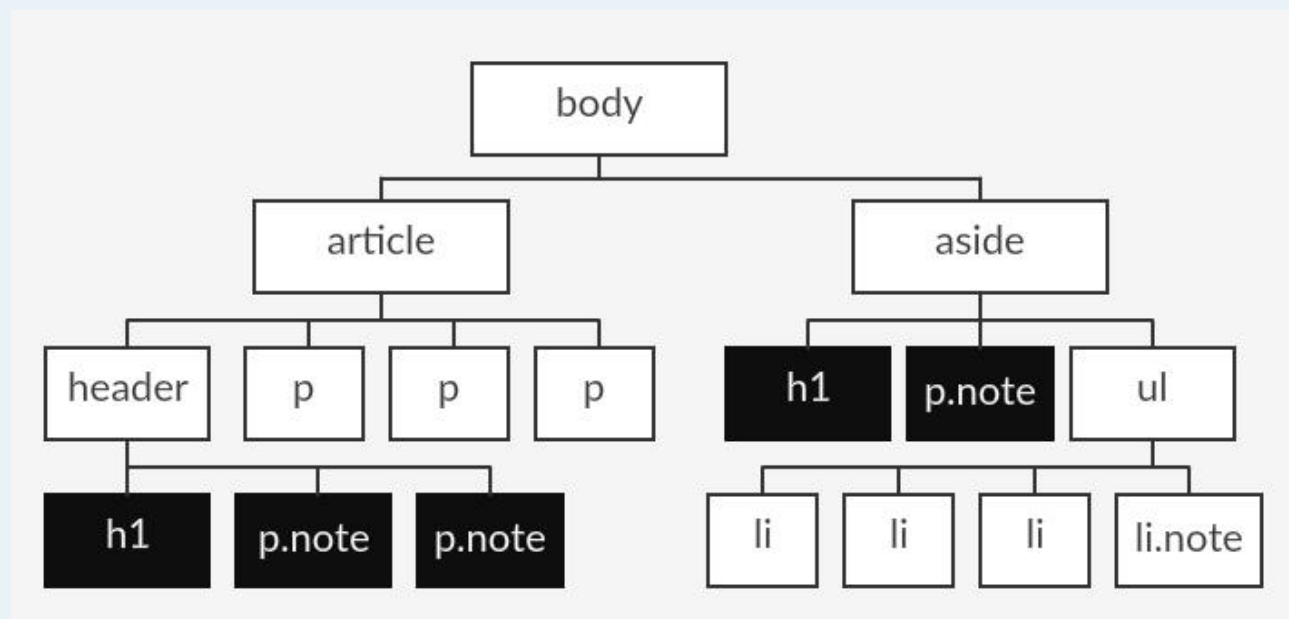 body
article
aside
header
p
p
p
h1
p.note
ul
h1
p.note
p.note
li
li
li
li.note